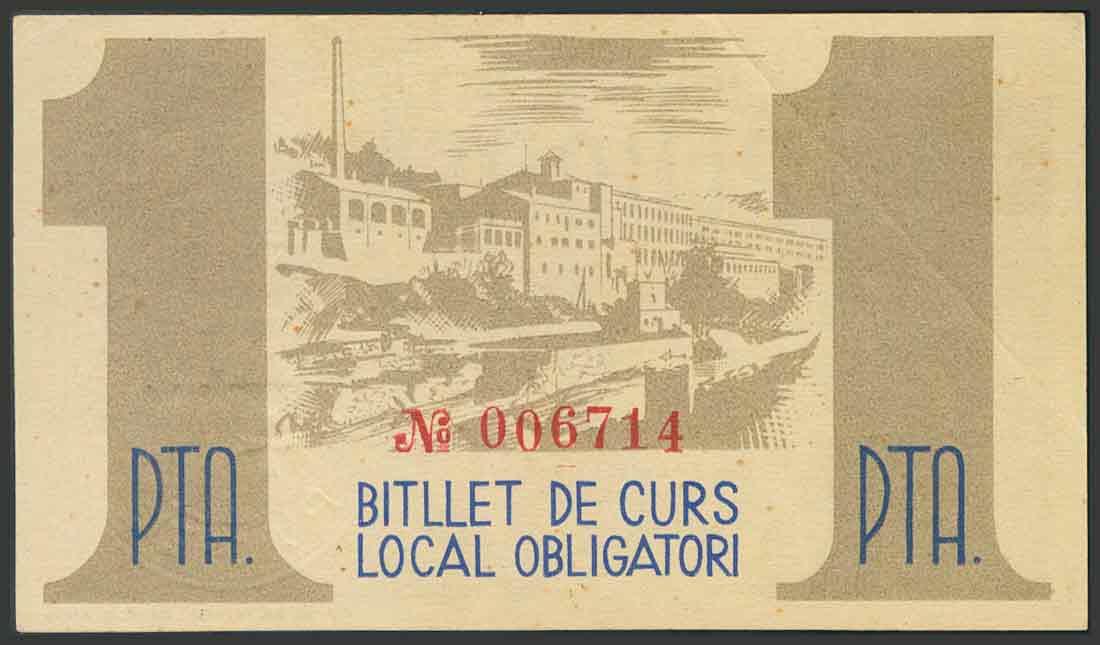 1 1
№ 006714
PTA. PTA.
BITLLET DE CURS
LOCAL OBLIGATORI